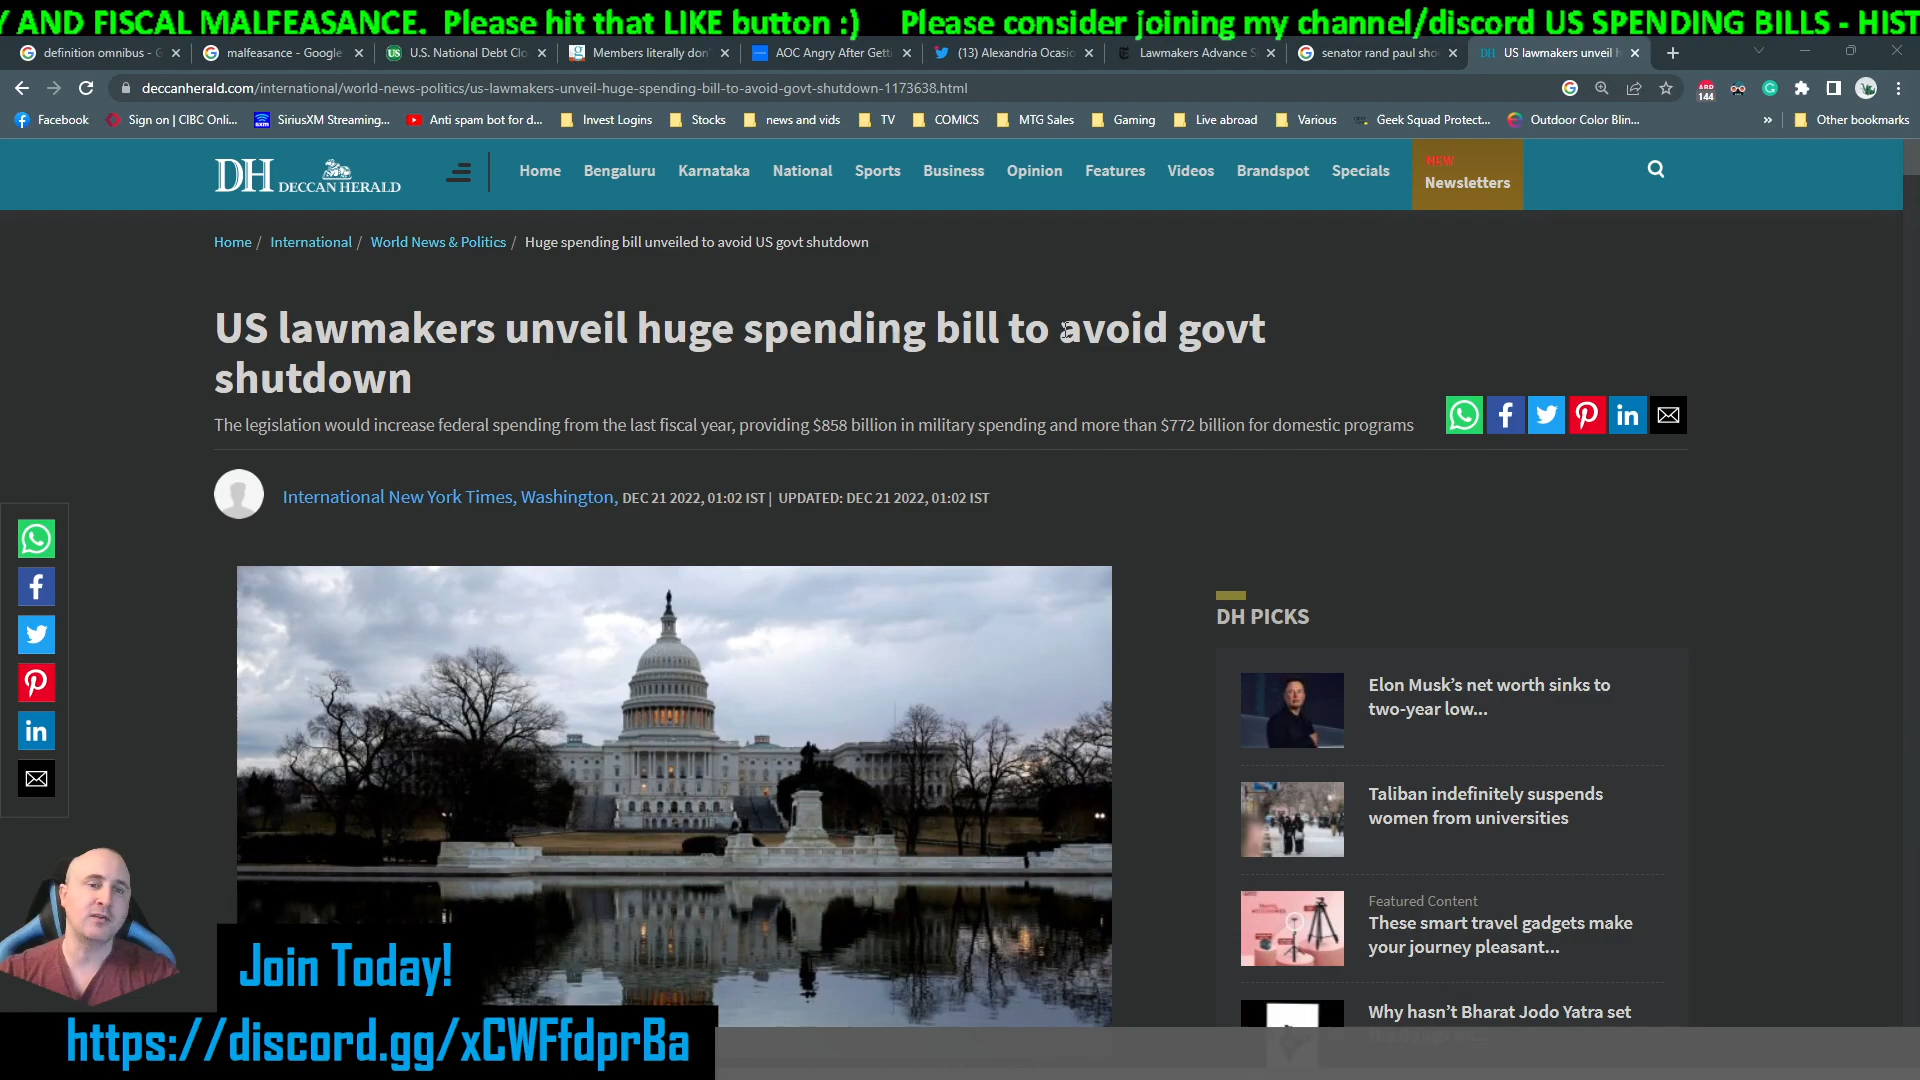 Y AND FISCAL MALFEASANCE.  Please hit that LIKE button :)     Please consider joining my channel/discord US SPENDING BILLS - HIST
definition omnibus - G
malfeasance - Google
U.S. National Debt Clo
Members literally don'
AOC Angry After Getti
(13) Alexandria Ocasio
Lawmakers Advance S
senator rand paul sho
US lawmakers unveil h
deccanherald.com/international/world-news-politics/us-lawmakers-unveil-huge-spending-bill-to-avoid-govt-shutdown-1173638.html
144
Facebook
Sign on | CIBC Onli...
SiriusXM Streaming...
Anti spam bot for d...
Invest Logins
Stocks
news and vids
TV
COMICS
MTG Sales
Gaming
Live abroad
Various
Geek Squad Protect...
Outdoor Color Blin...
»
Other bookmarks
DH DECCAN HERALD
Home
Bengaluru
Karnataka
National
Sports
Business
Opinion
Features
Videos
Brandspot
Specials
NEW
Newsletters
Home / International / World News & Politics / Huge spending bill unveiled to avoid US govt shutdown
US lawmakers unveil huge spending bill to avoid govt
shutdown
The legislation would increase federal spending from the last fiscal year, providing $858 billion in military spending and more than $772 billion for domestic programs
International New York Times, Washington, DEC 21 2022, 01:02 IST | UPDATED: DEC 21 2022, 01:02 IST
DH PICKS
Elon Musk's net worth sinks to
two-year low...
Taliban indefinitely suspends
women from universities
Featured Content
These smart travel gadgets make
your journey pleasant...
Why hasn't Bharat Jodo Yatra set
Join Today!
https://discord.gg/xCWFfdprBa